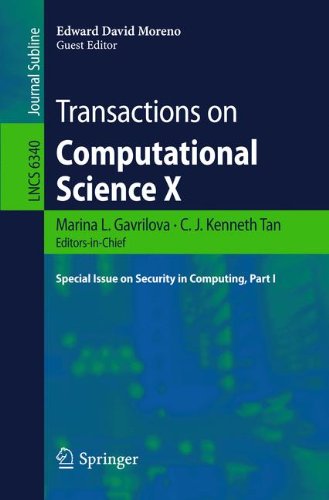 Journal Subline
LNCS 6340
Edward David Moreno
Guest Editor
Transactions on
Computational
Science X
Marina L. Gavrilova · C. J. Kenneth Tan
Editors-in-Chief
Special Issue on Security in Computing, Part I
Springer